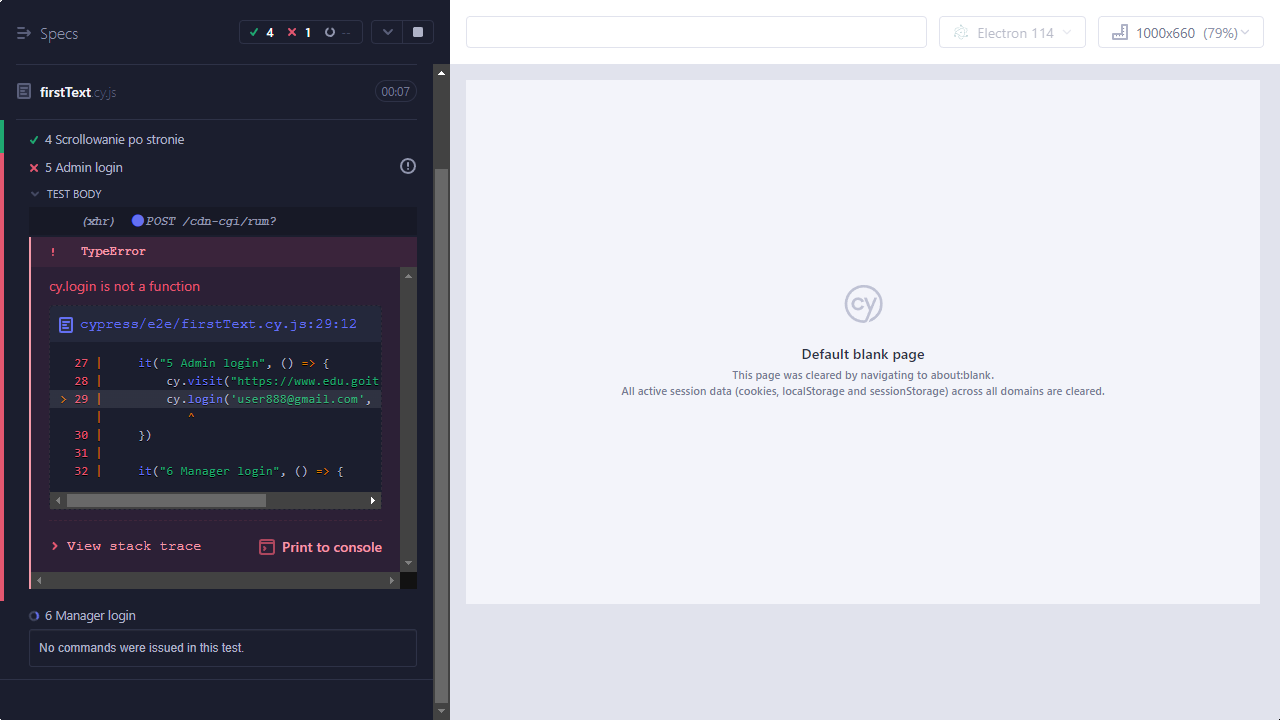 Specs
4
1
--
Electron 114
1000x660 (79%)
firstText.cy.js
00:07
4 Scrollowanie po stronie
5 Admin login
TEST BODY
(xhr) POST /cdn-cgi/rum?
! TypeError
cy.login is not a function
cypress/e2e/firstText.cy.js:29:12
27 | it("5 Admin login", () => {
28 | cy.visit("https://www.edu.goit
> 29 | cy.login('user888@gmail.com',
| ^
30 | })
31 |
32 | it("6 Manager login", () => {
> View stack trace
Print to console
6 Manager login
No commands were issued in this test.
cy
Default blank page
This page was cleared by navigating to about:blank.
All active session data (cookies, localStorage and sessionStorage) across all domains are cleared.